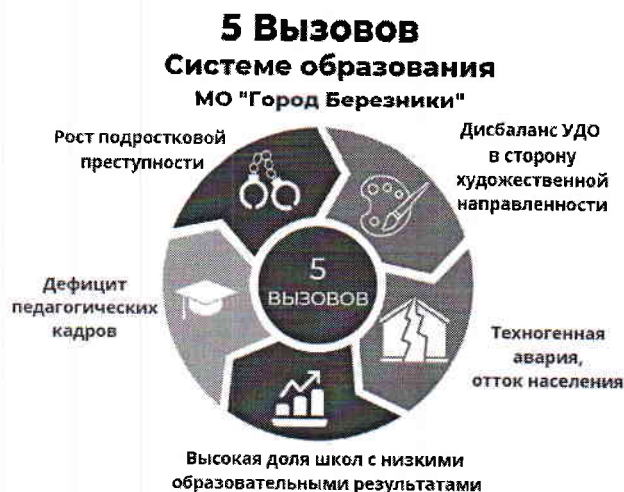 5 Вызовов
Системе образования
МО "Город Березники"
Рост подростковой
преступности
Дисбаланс УДО
в сторону
художественной
направленности
5
ВЫЗОВОВ
Дефицит
педагогических
кадров
Техногенная
авария,
отток населения
Высокая доля школ с низкими
образовательными результатами